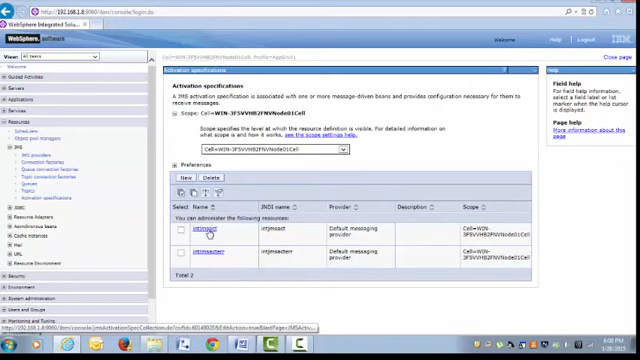 http://192.168.1.8:9060/ibm/console/login.do
WebSphere Integrated Solu...
WebSphere. software
Welcome
Help
Logout
IBM
View: All tasks
Cell=WIN-3F5VVHB2FNVNode01Cell, Profile=AppSrv01
Close page
Welcome
Guided Activities
Servers
Applications
Services
Resources
Schedulers
Object pool managers
JMS
JMS providers
Connection factories
Queue connection factories
Topic connection factories
Queues
Topics
Activation specifications
JDBC
Resource Adapters
Asynchronous beans
Cache instances
Mail
URL
Resource Environment
Security
Environment
System administration
Users and Groups
Activation specifications
?
Activation specifications
A JMS activation specification is associated with one or more message-driven beans and provides configuration necessary for them to
receive messages.
Scope: Cell=WIN-3F5VVHB2FNVNode01Cell
Scope specifies the level at which the resource definition is visible. For detailed information
on what scope is and how it works, see the scope settings help.
Cell=WIN-3F5VVHB2FNVNode01Cell
Preferences
New
Delete
Select
Name
JNDI name
Provider
Description
Scope
You can administer the following resources:
intjmsact
intjmsact
Default messaging
provider
Cell=WIN-
3F5VVHB2FNVNode01Cell
intjmsacterr
intjmsacterr
Default messaging
provider
Cell=WIN-
3F5VVHB2FNVNode01Cell
Total 2
Help
Field help
For field help information,
select a field label or list
marker when the help cursor
is displayed.
Page help
More information about this
page
6:08 PM
1/28/2015